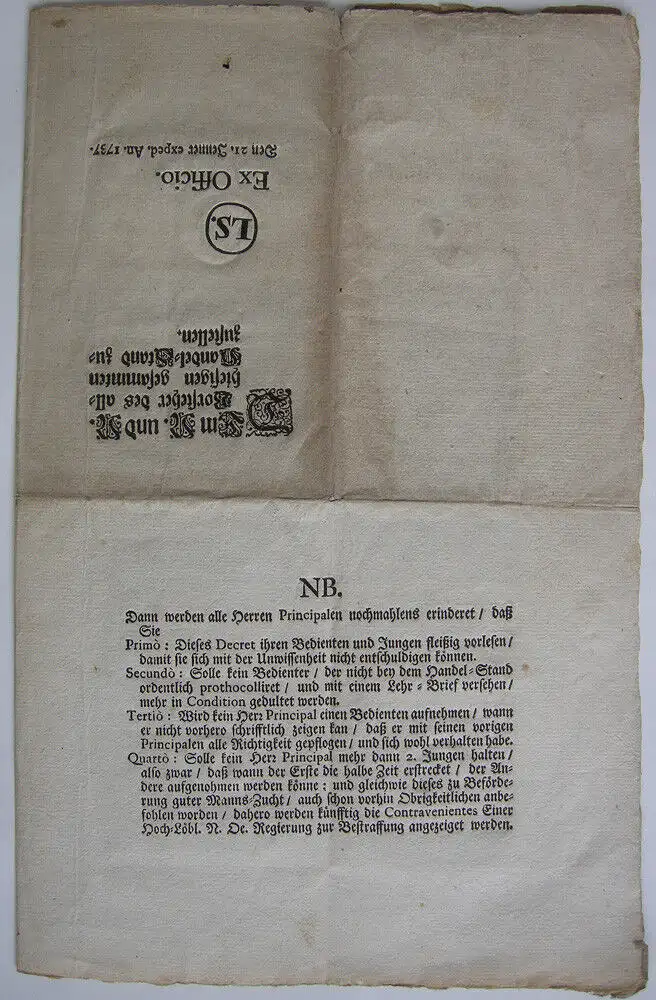 Dem N. und N.
Vorsteher des all-
hiesigen gesammten
Handel-Stand zu-
zustellen.
LS.
Ex Officio.
Den 21. Jenner exped. An. 1737.
NB.
Dann werden alle Herren Principalen nochmahlens erinderet / daß
Sie
Primò : Dieses Decret ihren Bedienten und Jungen fleißig vorlesen /
damit sie sich mit der Unwissenheit nicht entschuldigen können.
Secundò : Solle kein Bedienter / der nicht bey dem Handel-Stand
ordentlich prothocolliret / und mit einem Lehr-Brief versehen /
mehr in Condition gedultet werden.
Tertiò : Wird kein Herr Principal einen Bedienten aufnehmen / wann
er nicht vorhero schrifftlich zeigen kan / daß er mit seinen vorigen
Principalen alle Richtigkeit gepflogen / und sich wohl verhalten habe.
Quartò : Solle kein Herr Principal mehr dann 2. Jungen halten /
also zwar / daß wann der Erste die halbe Zeit erstrecket / der An-
dere aufgenommen werden könne ; und gleichwie dieses zu Beförde-
rung guter Manns-Zucht / auch schon vorhin Obrigkeitlichen anbe-
fohlen worden / dahero werden künfftig die Contravenientes Einer
Hoch-Löbl. N. Oe. Regierung zur Bestraffung angezeiget werden.